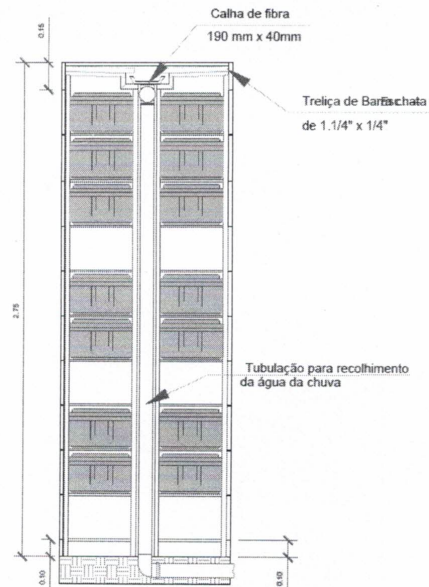 Calha de fibra
190 mm x 40mm
0.15
Treliça de Barra chata
de 1.1/4" x 1/4"
2.75
Tubulação para recolhimento
da água da chuva
0.10
0.10